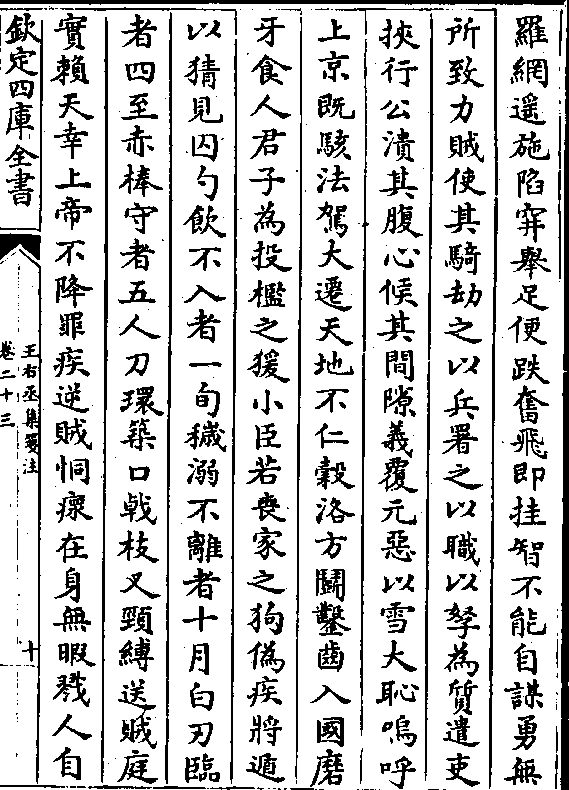 羅網遥施陷穽舉足便跌奮飛即挂智不能自謀勇無
所致力賊使其騎劫之以兵署之以職以孥為質遣吏
挾行公潰其腹心候其間隙義覆元惡以雪大恥嗚呼
上京既駭法駕大遷天地不仁穀洛方鬭鑿齒入國磨
牙食人君子為投檻之猨小臣若喪家之狗偽疾將遁
以猜見囚勺飲不入者一旬穢溺不離者十月白刃臨
者四至赤棒守者五人刀環築口戟枝叉頸縛送賊庭
實賴天幸上帝不降罪疾逆賊恫瘝在身無暇戮人自
欽定四庫全書
王右丞集箋注
卷二十三
十